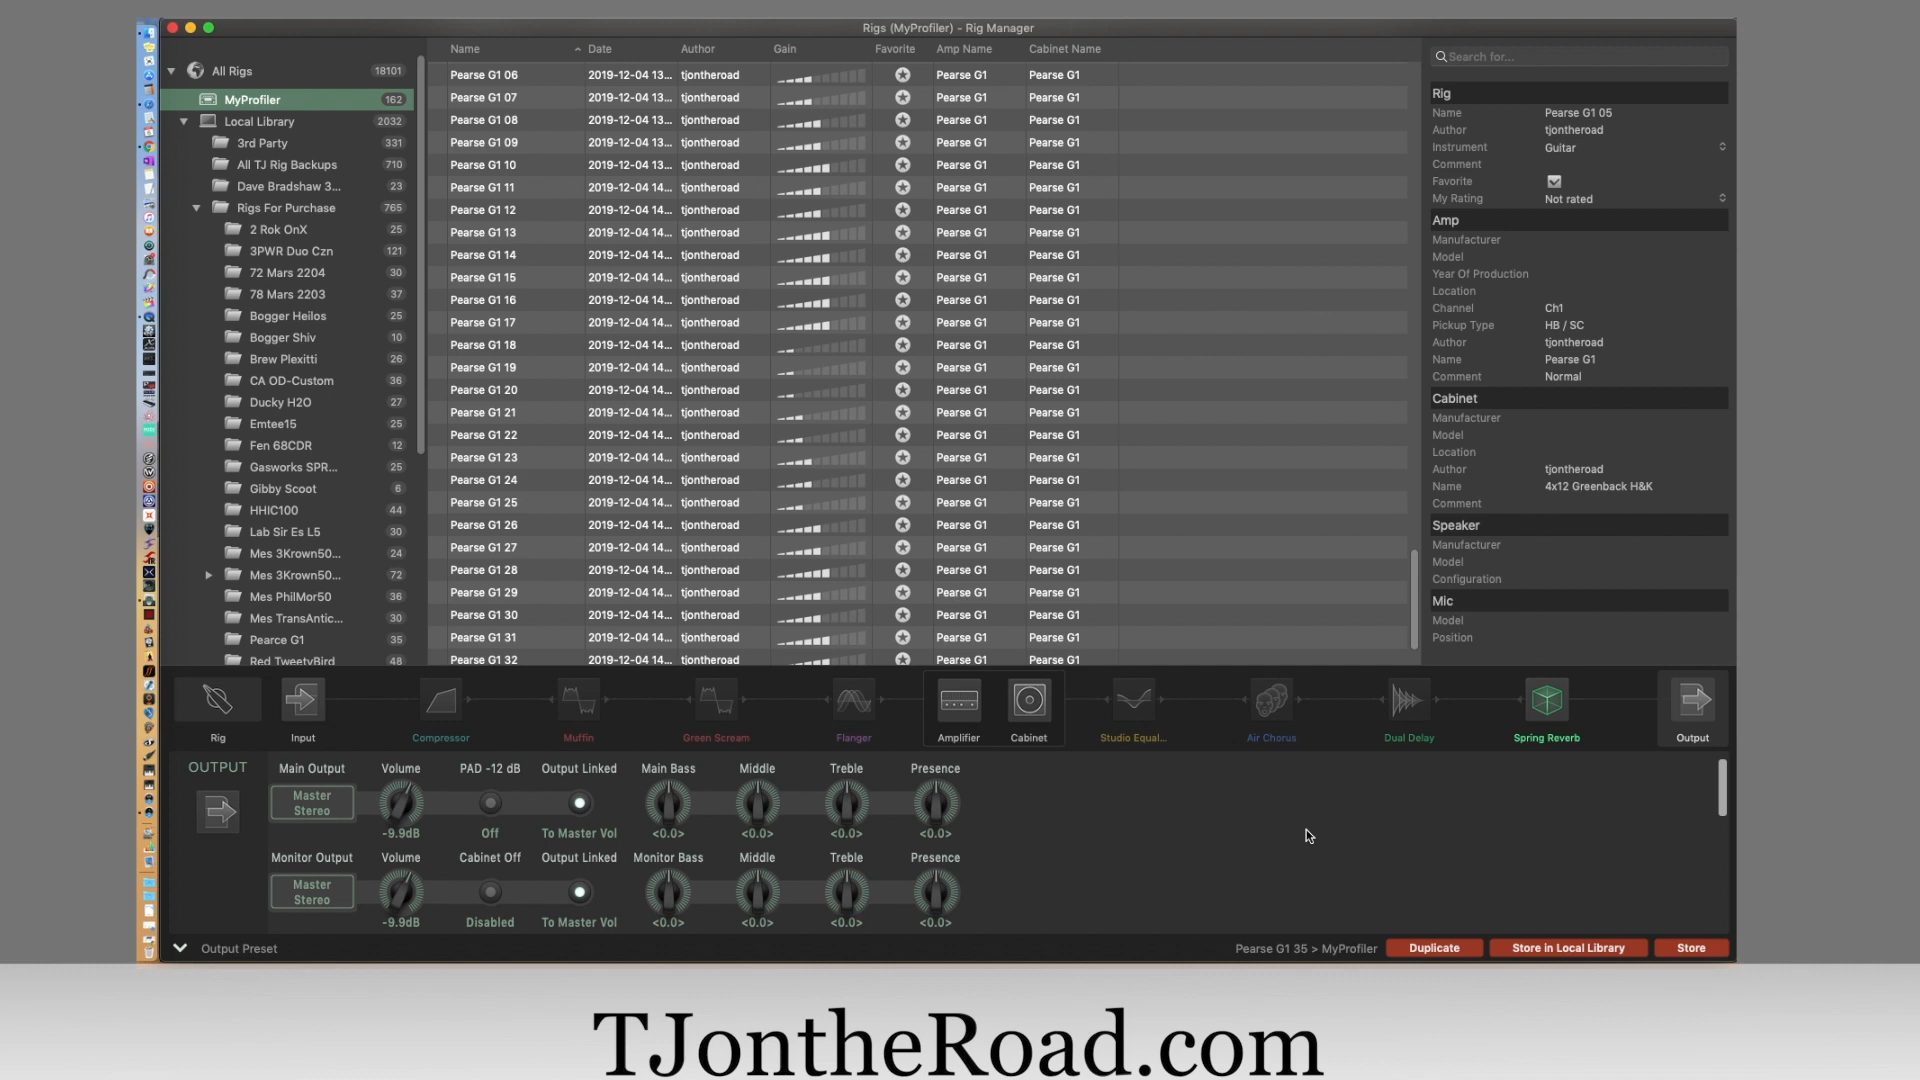 Rigs (MyProfiler) - Rig Manager
Name Date Author Gain Favorite Amp Name Cabinet Name
All Rigs 18101
MyProfiler 162
Local Library 2032
3rd Party 331
All TJ Rig Backups 710
Dave Bradshaw 3... 23
Rigs For Purchase 765
2 Rok OnX 25
3PWR Duo Czn 121
72 Mars 2204 30
78 Mars 2203 37
Bogger Heilos 25
Bogger Shiv 10
Brew Plexitti 26
CA OD-Custom 36
Ducky H2O 27
Emtee15 25
Fen 68CDR 12
Gasworks SPR... 25
Gibby Scoot 6
HHIC100 44
Lab Sir Es L5 30
Mes 3Krown50... 24
Mes 3Krown50... 72
Mes PhilMor50 36
Mes TransAntic... 30
Pearce G1 35
Red TweetyBird 48
Pearse G1 06 2019-12-04 13... tjontheroad Pearse G1 Pearse G1
Pearse G1 07 2019-12-04 13... tjontheroad Pearse G1 Pearse G1
Pearse G1 08 2019-12-04 13... tjontheroad Pearse G1 Pearse G1
Pearse G1 09 2019-12-04 13... tjontheroad Pearse G1 Pearse G1
Pearse G1 10 2019-12-04 13... tjontheroad Pearse G1 Pearse G1
Pearse G1 11 2019-12-04 14... tjontheroad Pearse G1 Pearse G1
Pearse G1 12 2019-12-04 14... tjontheroad Pearse G1 Pearse G1
Pearse G1 13 2019-12-04 14... tjontheroad Pearse G1 Pearse G1
Pearse G1 14 2019-12-04 14... tjontheroad Pearse G1 Pearse G1
Pearse G1 15 2019-12-04 14... tjontheroad Pearse G1 Pearse G1
Pearse G1 16 2019-12-04 14... tjontheroad Pearse G1 Pearse G1
Pearse G1 17 2019-12-04 14... tjontheroad Pearse G1 Pearse G1
Pearse G1 18 2019-12-04 14... tjontheroad Pearse G1 Pearse G1
Pearse G1 19 2019-12-04 14... tjontheroad Pearse G1 Pearse G1
Pearse G1 20 2019-12-04 14... tjontheroad Pearse G1 Pearse G1
Pearse G1 21 2019-12-04 14... tjontheroad Pearse G1 Pearse G1
Pearse G1 22 2019-12-04 14... tjontheroad Pearse G1 Pearse G1
Pearse G1 23 2019-12-04 14... tjontheroad Pearse G1 Pearse G1
Pearse G1 24 2019-12-04 14... tjontheroad Pearse G1 Pearse G1
Pearse G1 25 2019-12-04 14... tjontheroad Pearse G1 Pearse G1
Pearse G1 26 2019-12-04 14... tjontheroad Pearse G1 Pearse G1
Pearse G1 27 2019-12-04 14... tjontheroad Pearse G1 Pearse G1
Pearse G1 28 2019-12-04 14... tjontheroad Pearse G1 Pearse G1
Pearse G1 29 2019-12-04 14... tjontheroad Pearse G1 Pearse G1
Pearse G1 30 2019-12-04 14... tjontheroad Pearse G1 Pearse G1
Pearse G1 31 2019-12-04 14... tjontheroad Pearse G1 Pearse G1
Pearse G1 32 2019-12-04 14... tjontheroad Pearse G1 Pearse G1
Search for...
Rig
Name Pearse G1 05
Author tjontheroad
Instrument Guitar
Comment
Favorite
My Rating Not rated
Amp
Manufacturer
Model
Year Of Production
Location
Channel Ch1
Pickup Type HB / SC
Author tjontheroad
Name Pearse G1
Comment Normal
Cabinet
Manufacturer
Model
Location
Author tjontheroad
Name 4x12 Greenback H&K
Comment
Speaker
Manufacturer
Model
Configuration
Mic
Model
Position
Rig Input Compressor Muffin Green Scream Flanger Amplifier Cabinet Studio Equal... Air Chorus Dual Delay Spring Reverb Output
OUTPUT
Main Output Volume PAD -12 dB Output Linked Main Bass Middle Treble Presence
Master Stereo
-9.9dB Off To Master Vol <0.0> <0.0> <0.0> <0.0>
Monitor Output Volume Cabinet Off Output Linked Monitor Bass Middle Treble Presence
Master Stereo
-9.9dB Disabled To Master Vol <0.0> <0.0> <0.0> <0.0>
Output Preset
Pearse G1 35 > MyProfiler Duplicate Store in Local Library Store
TJontheRoad.com